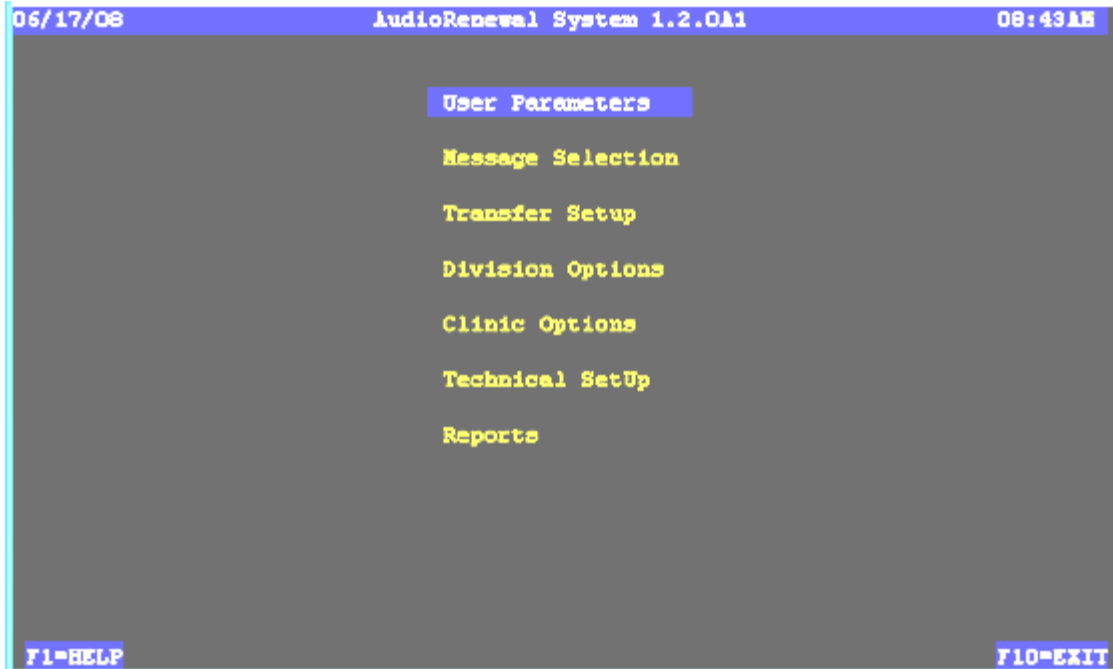 06/17/08 AudioRenewal System 1.2.0A1 08:43AM
User Parameters
Message Selection
Transfer Setup
Division Options
Clinic Options
Technical SetUp
Reports
F1=HELP F10=EXIT